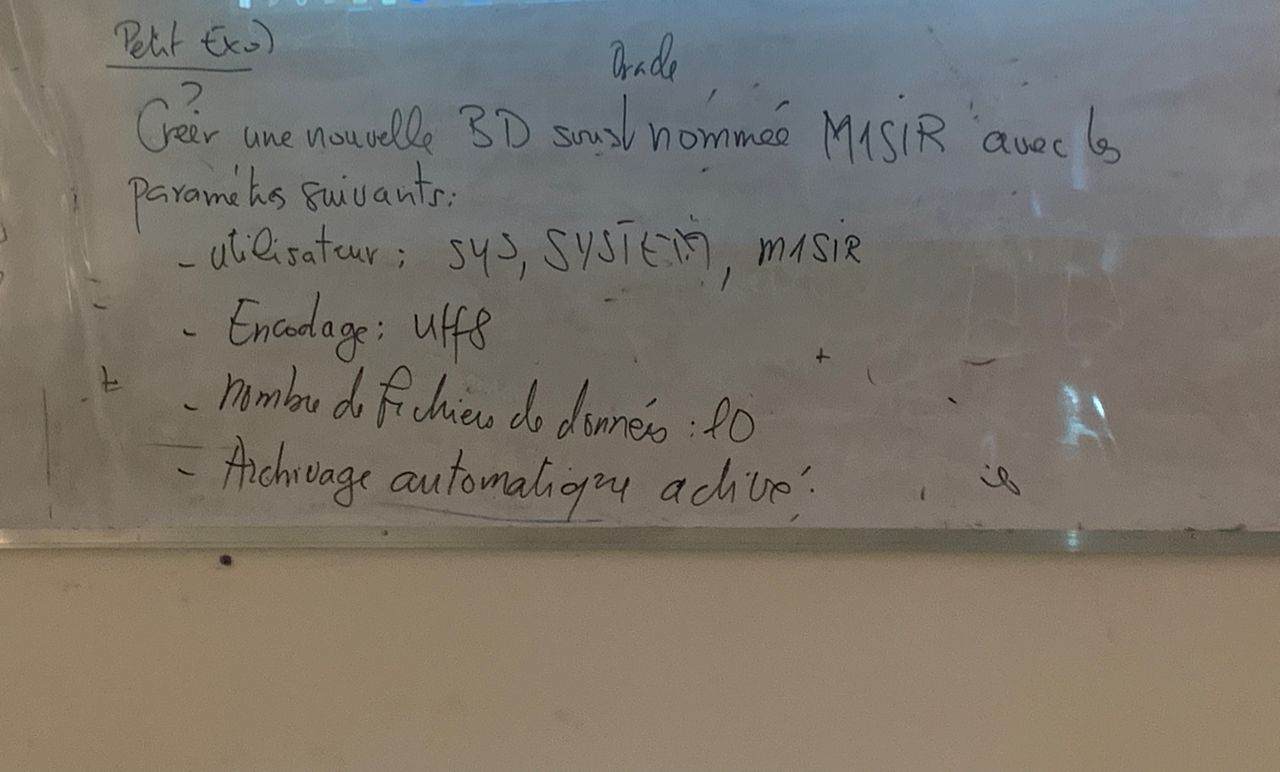 Petit Exo)
Oracle
?
Créer une nouvelle BD sous nommée M1SIR avec les
paramètres suivants:
- utilisateur: SYS, SYSTEM, M1SIR
- Encodage: Utf8
- nombre de fichiers de données: 10
- Archivage automatique activé.